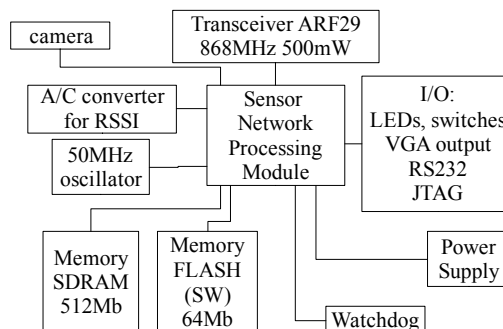 camera
Transceiver ARF29
868MHz 500mW
A/C converter
for RSSI
50MHz
oscillator
Sensor
Network
Processing
Module
I/O:
LEDs, switches
VGA output
RS232
JTAG
Memory
SDRAM
512Mb
Memory
FLASH
(SW)
64Mb
Power
Supply
Watchdog